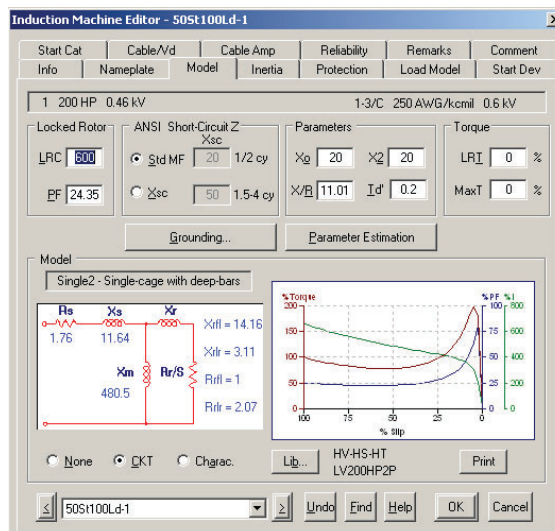 Induction Machine Editor - 50St100Ld-1
Start Cat Cable/Vd Cable Amp Reliability Remarks Comment
Info Nameplate Model Inertia Protection Load Model Start Dev
1 200 HP 0.46 kV 1-3/C 250 AWG/kcmil 0.6 kV
Locked Rotor ANSI Short-Circuit Z Parameters Torque
Xsc
LRC 600 Std MF 20 1/2 cy Xo 20 X2 20 LRT 0 %
PF 24.35 Xsc 50 1.5-4 cy X/R 11.01 Td' 0.2 MaxT 0 %
Grounding... Parameter Estimation
Model
Single2 - Single-cage with deep-bars
Rs Xs Xr
1.76 11.64
Xm Rr/S
480.5
Xrfl = 14.16
Xrlr = 3.11
Rrfl = 1
Rrlr = 2.07
%Torque %PF %I
200 100 800
150 75 600
100 50 400
50 25 200
0 0 0
100 75 50 25 0
% Slip
None CKT Charac. Lib... HV-HS-HT Print
LV200HP2P
< 50St100Ld-1 > Undo Find Help OK Cancel